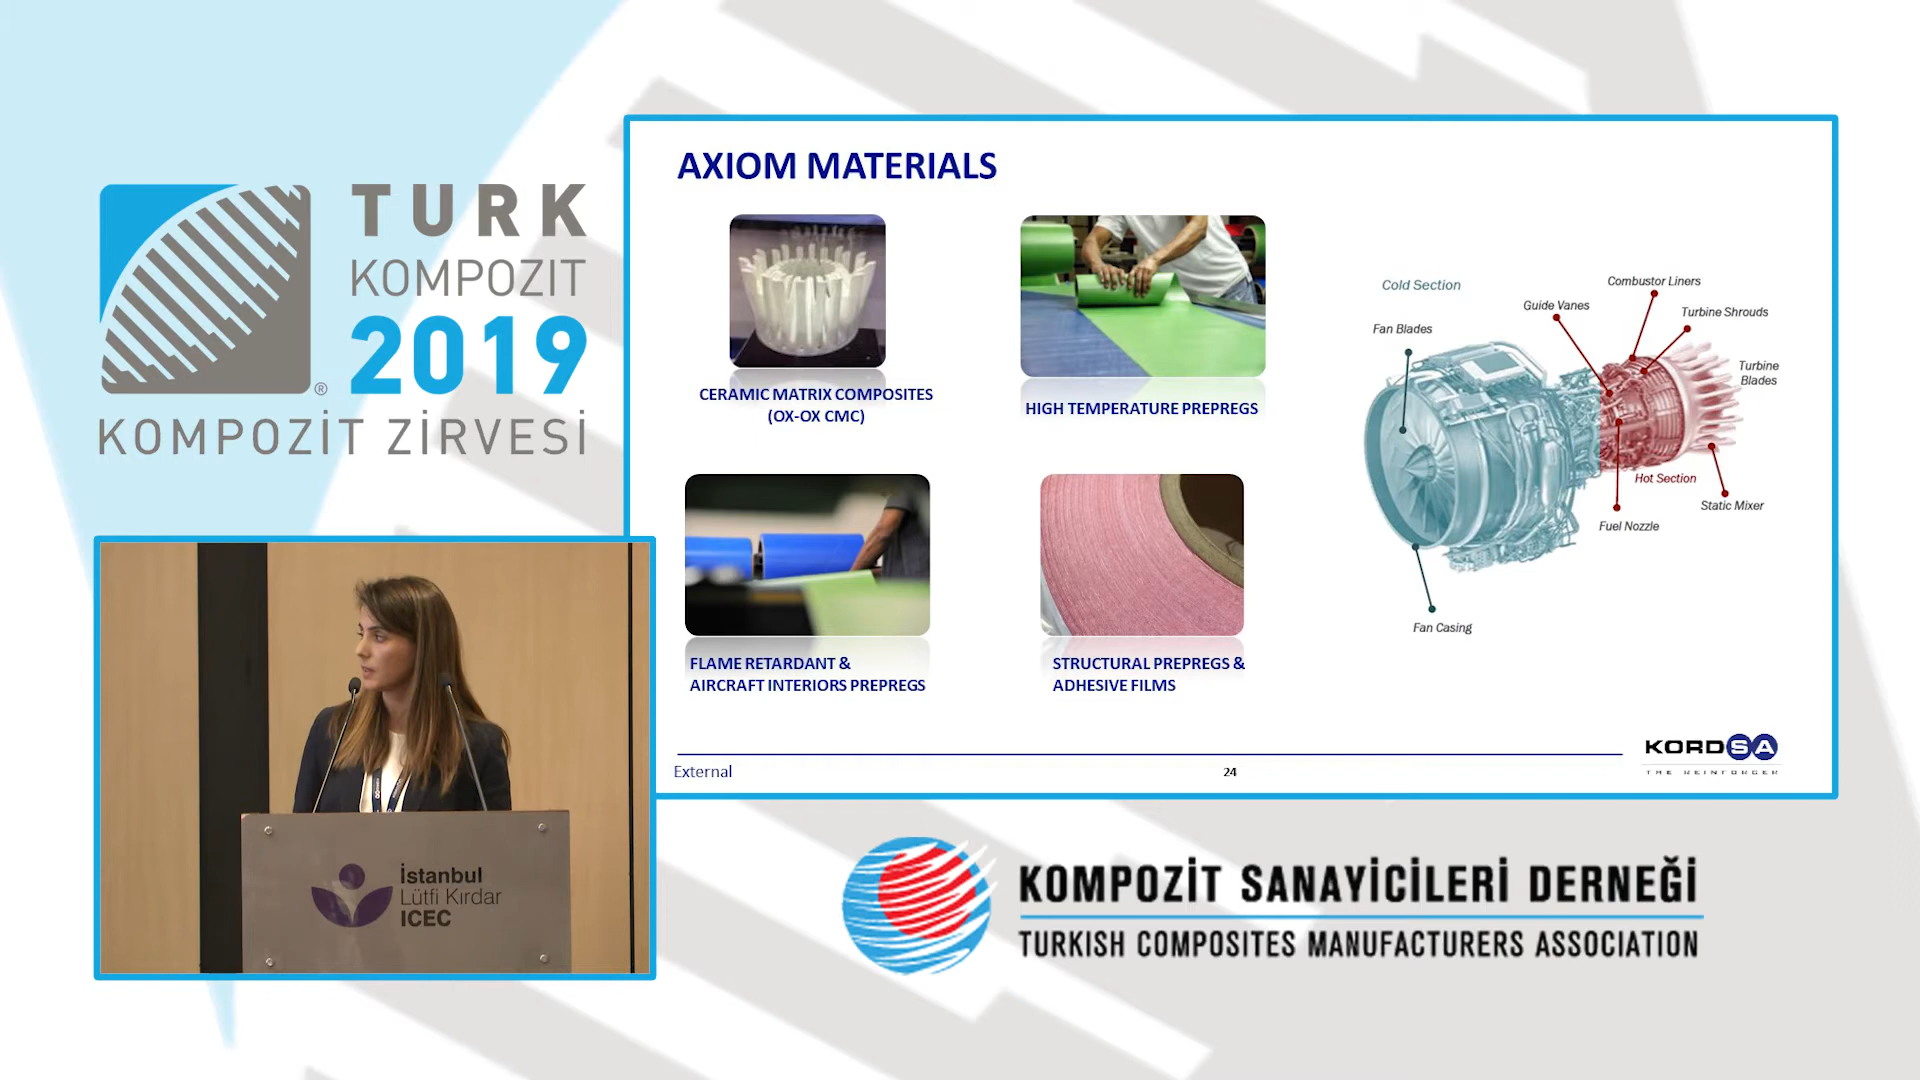 TURK
KOMPOZIT
2019
®
KOMPOZİT ZİRVESİ
AXIOM MATERIALS
CERAMIC MATRIX COMPOSITES
(OX-OX CMC)
HIGH TEMPERATURE PREPREGS
FLAME RETARDANT &
AIRCRAFT INTERIORS PREPREGS
STRUCTURAL PREPREGS &
ADHESIVE FILMS
Cold Section
Fan Blades
Guide Vanes
Combustor Liners
Turbine Shrouds
Turbine
Blades
Hot Section
Static Mixer
Fuel Nozzle
Fan Casing
External
24
KORDSA
THE REINFORCER
İstanbul
Lütfi Kırdar
ICEC
KOMPOZİT SANAYİCİLERİ DERNEĞİ
TURKISH COMPOSITES MANUFACTURERS ASSOCIATION